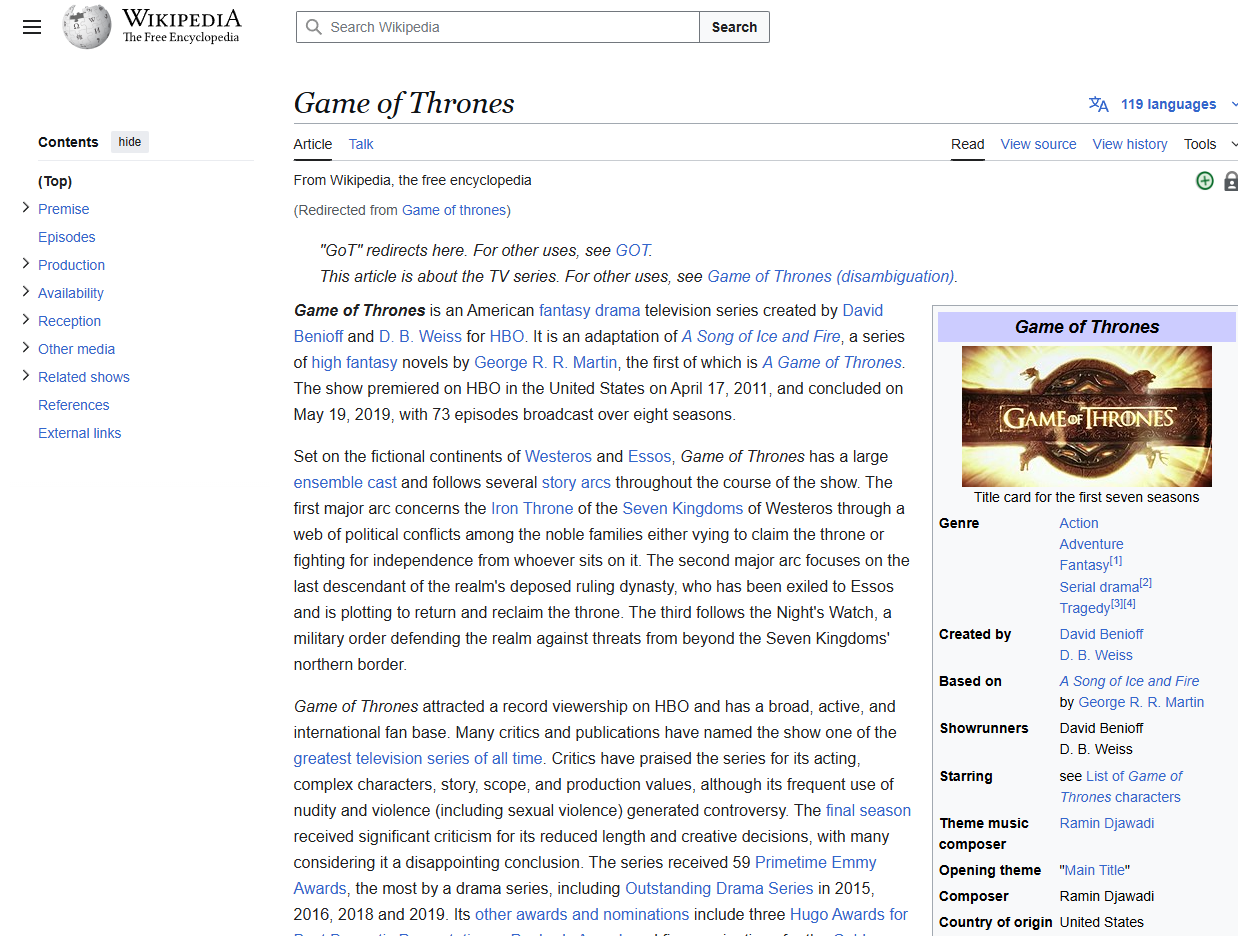 WIKIPEDIA
The Free Encyclopedia
Search Wikipedia
Search
Contents
hide
(Top)
Premise
Episodes
Production
Availability
Reception
Other media
Related shows
References
External links
Game of Thrones
119 languages
Article
Talk
Read
View source
View history
Tools
From Wikipedia, the free encyclopedia
(Redirected from Game of thrones)
"GoT" redirects here. For other uses, see GOT.
This article is about the TV series. For other uses, see Game of Thrones (disambiguation).
Game of Thrones is an American fantasy drama television series created by David
Benioff and D. B. Weiss for HBO. It is an adaptation of A Song of Ice and Fire, a series
of high fantasy novels by George R. R. Martin, the first of which is A Game of Thrones.
The show premiered on HBO in the United States on April 17, 2011, and concluded on
May 19, 2019, with 73 episodes broadcast over eight seasons.
Set on the fictional continents of Westeros and Essos, Game of Thrones has a large
ensemble cast and follows several story arcs throughout the course of the show. The
first major arc concerns the Iron Throne of the Seven Kingdoms of Westeros through a
web of political conflicts among the noble families either vying to claim the throne or
fighting for independence from whoever sits on it. The second major arc focuses on the
last descendant of the realm's deposed ruling dynasty, who has been exiled to Essos
and is plotting to return and reclaim the throne. The third follows the Night's Watch, a
military order defending the realm against threats from beyond the Seven Kingdoms'
northern border.
Game of Thrones attracted a record viewership on HBO and has a broad, active, and
international fan base. Many critics and publications have named the show one of the
greatest television series of all time. Critics have praised the series for its acting,
complex characters, story, scope, and production values, although its frequent use of
nudity and violence (including sexual violence) generated controversy. The final season
received significant criticism for its reduced length and creative decisions, with many
considering it a disappointing conclusion. The series received 59 Primetime Emmy
Awards, the most by a drama series, including Outstanding Drama Series in 2015,
2016, 2018 and 2019. Its other awards and nominations include three Hugo Awards for
Game of Thrones
GAME OF THRONES
Title card for the first seven seasons
Genre Action
Adventure
Fantasy[1]
Serial drama[2]
Tragedy[3][4]
Created by David Benioff
D. B. Weiss
Based on A Song of Ice and Fire
by George R. R. Martin
Showrunners David Benioff
D. B. Weiss
Starring see List of Game of
Thrones characters
Theme music Ramin Djawadi
composer
Opening theme "Main Title"
Composer Ramin Djawadi
Country of origin United States